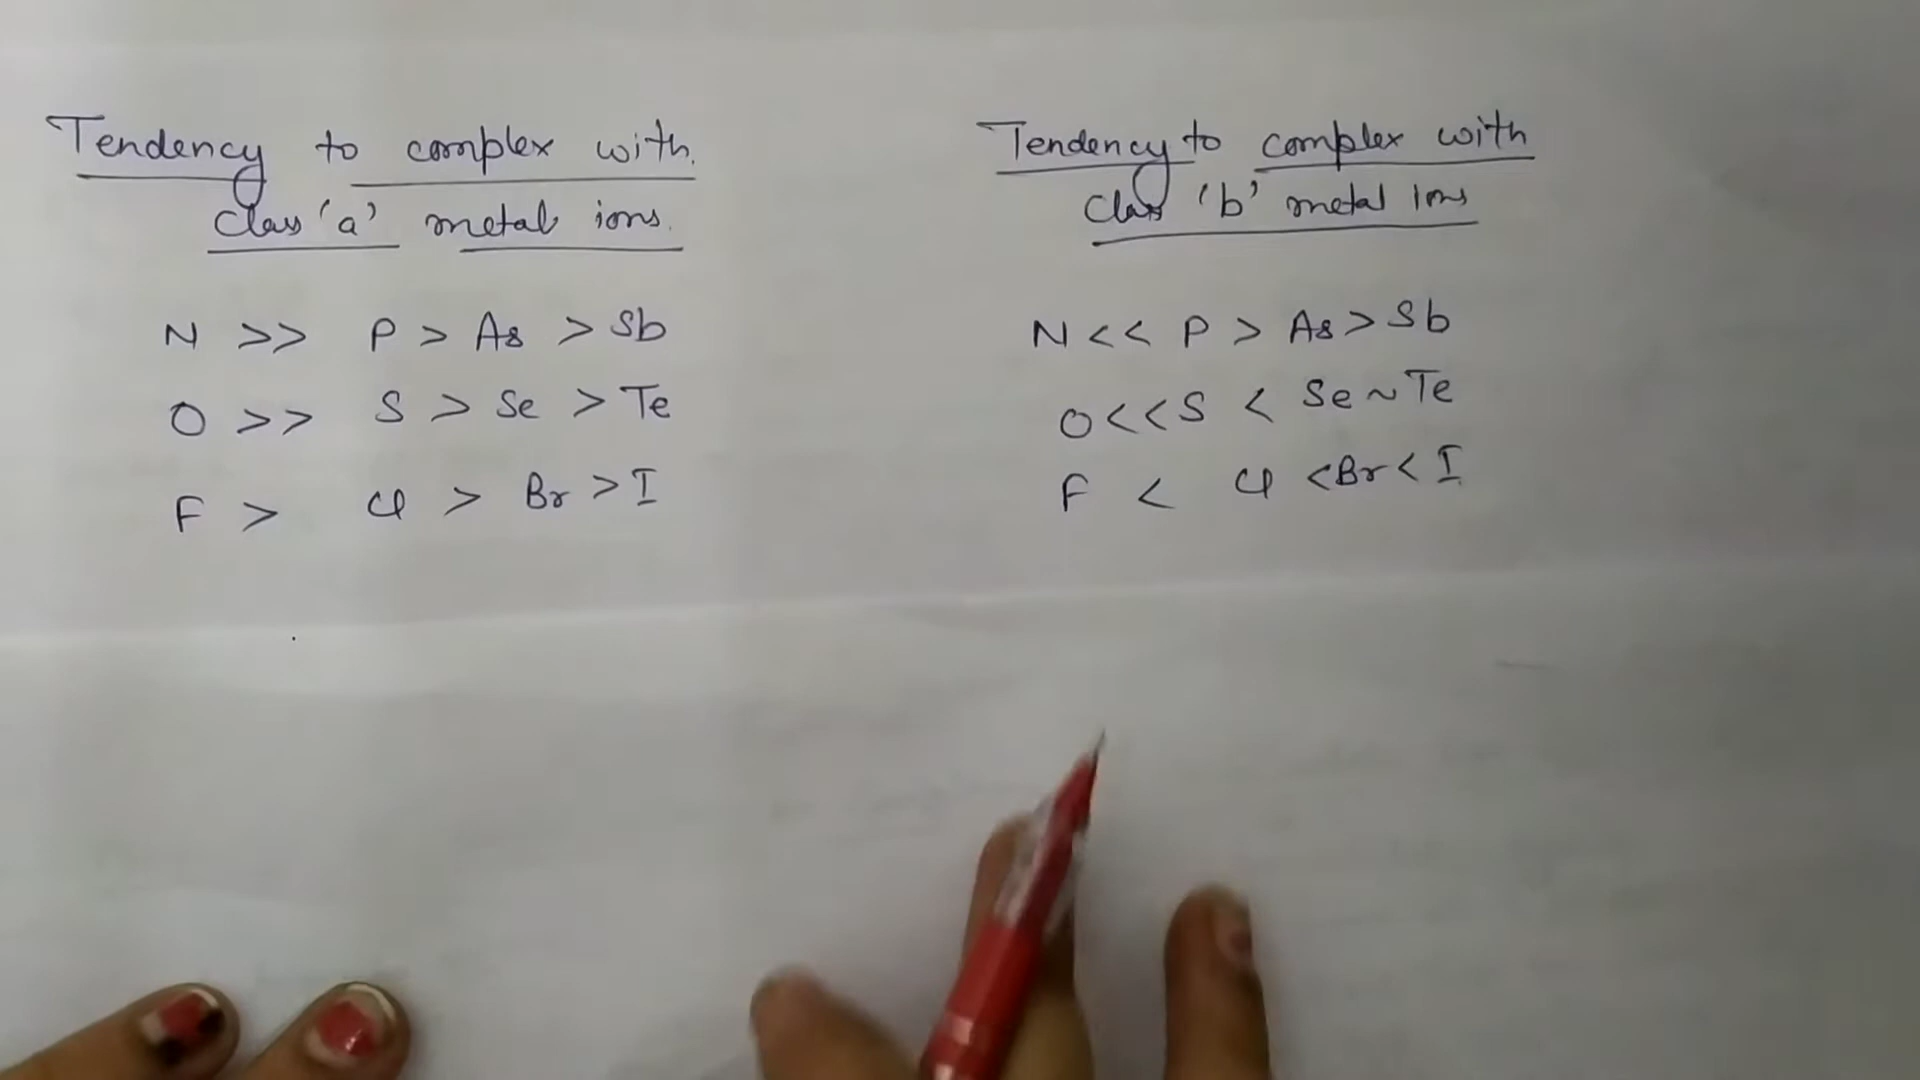 Tendency to complex with
class 'a' metal ions.
N >> P > As > Sb
O >> S > Se > Te
F > Cl > Br > I
Tendency to complex with
class 'b' metal ions
N << P > As > Sb
O << S < Se ~ Te
F < Cl < Br < I